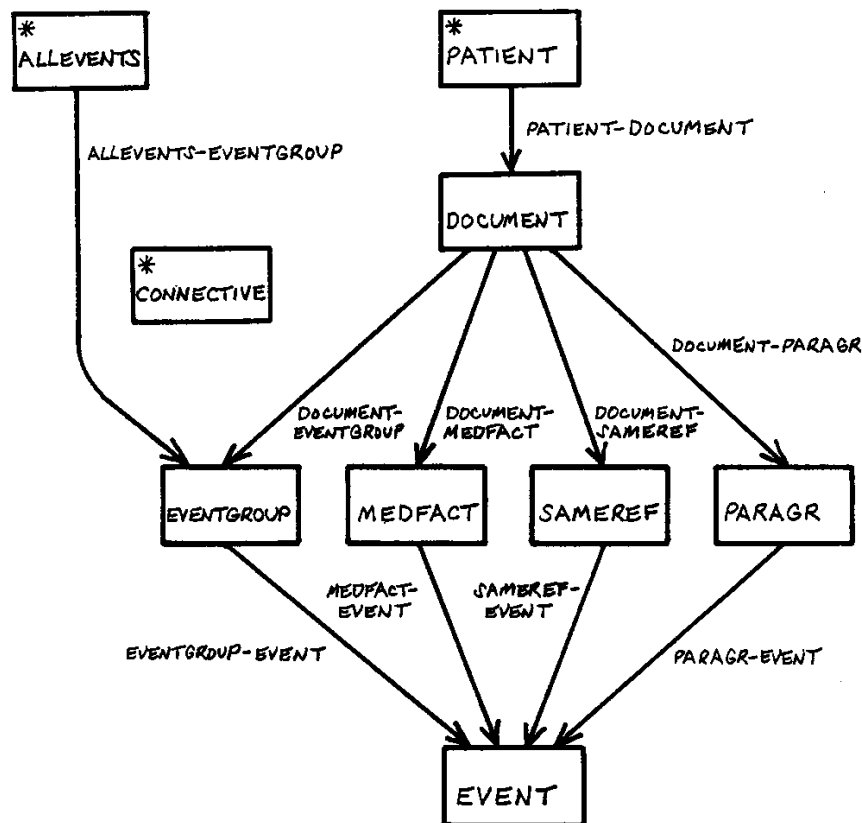 *
ALLEVENTS
*
PATIENT
PATIENT-DOCUMENT
ALLEVENTS-EVENTGROUP
DOCUMENT
*
CONNECTIVE
DOCUMENT-PARAGR
DOCUMENT-
EVENTGROUP
DOCUMENT-
MEDFACT
DOCUMENT-
SAMEREF
EVENTGROUP
MEDFACT
SAMEREF
PARAGR
MEDFACT-
EVENT
SAMEREF-
EVENT
EVENTGROUP-EVENT
PARAGR-EVENT
EVENT